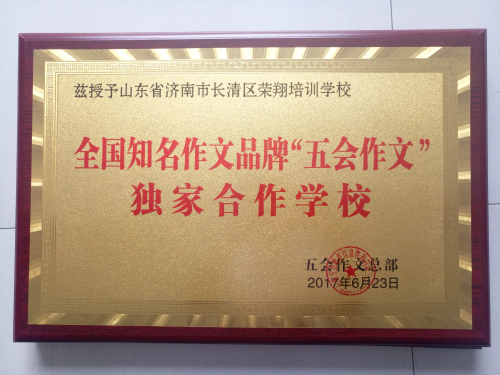 兹授予山东省济南市长清区荣翔培训学校
全国知名作文品牌“五会作文”
独家合作学校
五会作文总部
2017年6月23日